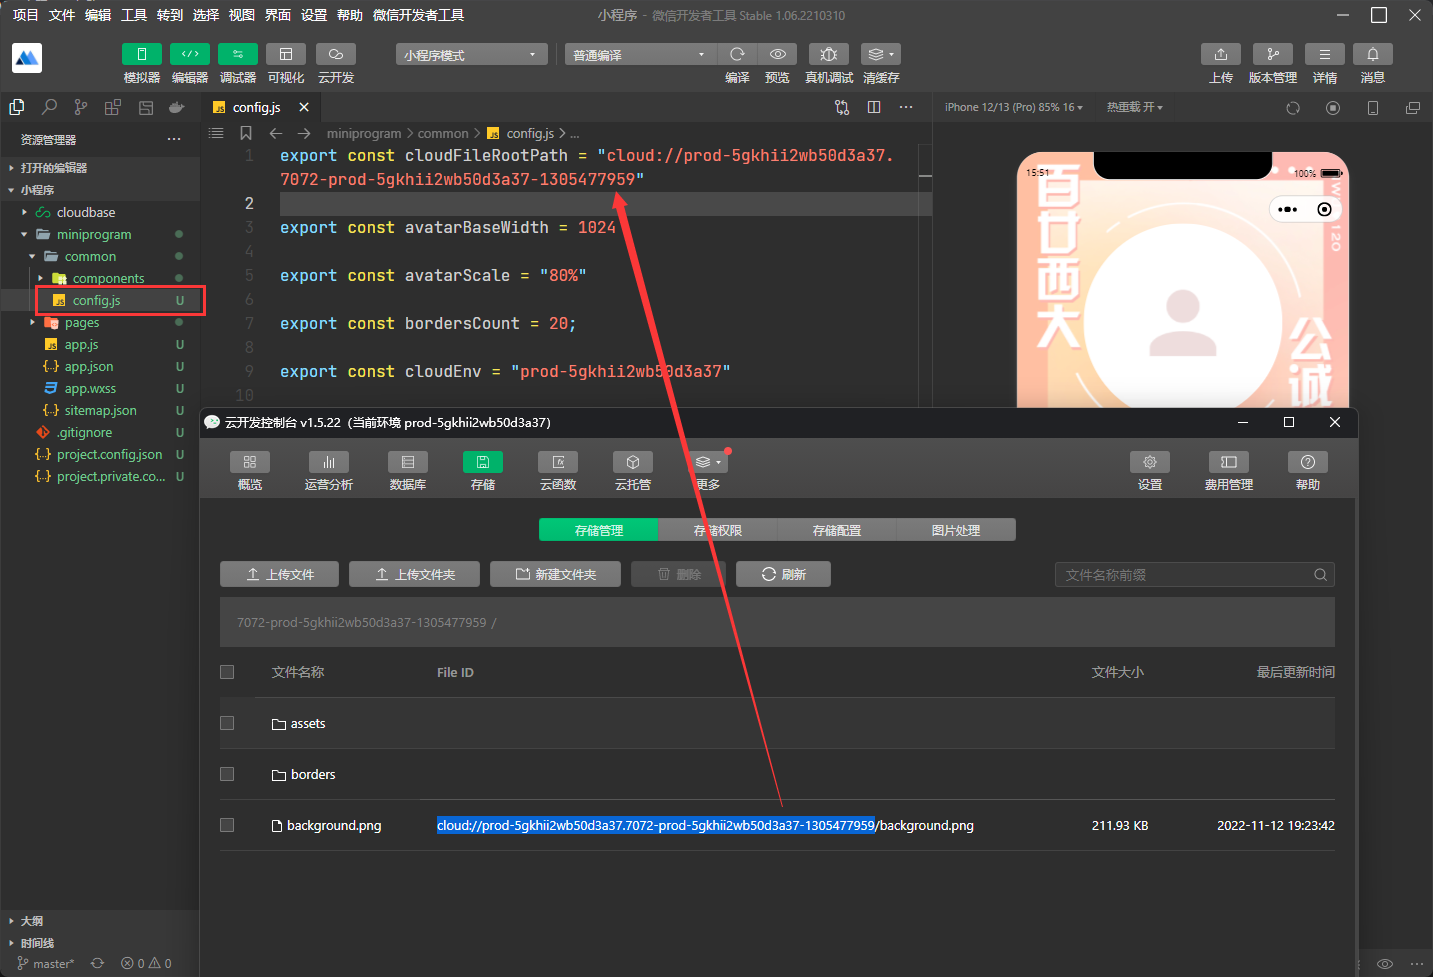 项目 文件 编辑 工具 转到 选择 视图 界面 设置 帮助 微信开发者工具
小程序 - 微信开发者工具 Stable 1.06.2210310
模拟器 编辑器 调试器 可视化 云开发
小程序模式
普通编译
编译 预览 真机调试 清缓存
上传 版本管理 详情 消息
config.js
iPhone 12/13 (Pro) 85% 16
热重载 开
资源管理器
打开的编辑器
小程序
cloudbase
miniprogram
common
components
config.js U
pages
app.js U
app.json U
app.wxss U
sitemap.json U
.gitignore U
project.config.json U
project.private.co... U
大纲
时间线
master*
0 0
miniprogram > common > config.js > ...
1 export const cloudFileRootPath = "cloud://prod-5gkhii2wb50d3a37.
7072-prod-5gkhii2wb50d3a37-1305477959"
2
3 export const avatarBaseWidth = 1024
4
5 export const avatarScale = "80%"
6
7 export const bordersCount = 20;
8
9 export const cloudEnv = "prod-5gkhii2wb50d3a37"
10
15:51
100%
百廿西大
公诚
120
云开发控制台 v1.5.22（当前环境 prod-5gkhii2wb50d3a37）
概览 运营分析 数据库 存储 云函数 云托管 更多
设置 费用管理 帮助
存储管理 存储权限 存储配置 图片处理
上传文件 上传文件夹 新建文件夹 删除 刷新
文件名称前缀
7072-prod-5gkhii2wb50d3a37-1305477959 /
文件名称 File ID 文件大小 最后更新时间
assets
borders
background.png cloud://prod-5gkhii2wb50d3a37.7072-prod-5gkhii2wb50d3a37-1305477959/background.png 211.93 KB 2022-11-12 19:23:42